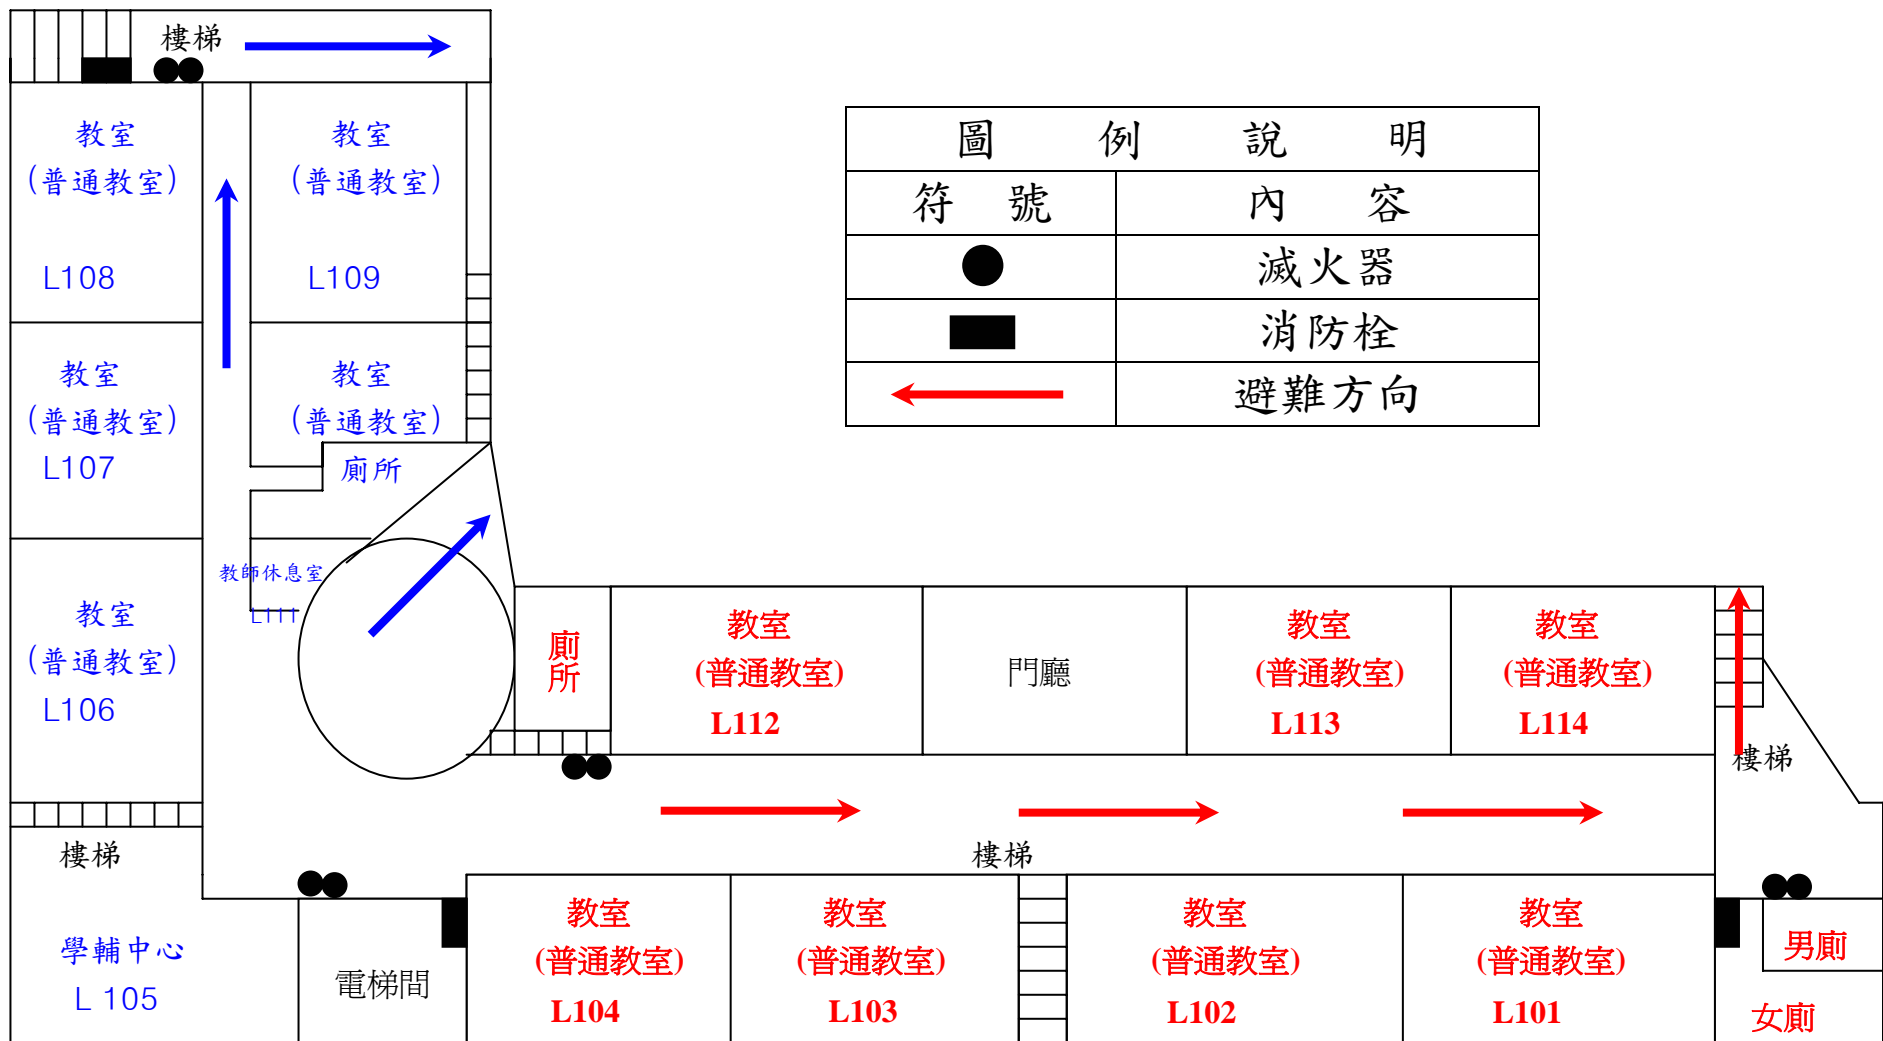 樓梯
教室
(普通教室)
L108
教室
(普通教室)
L109
圖 例 說 明
符 號
內 容
滅火器
消防栓
避難方向
教室
(普通教室)
L107
教室
(普通教室)
廁所
教師休息室
L111
教室
(普通教室)
L106
廁所
教室
(普通教室)
L112
門廳
教室
(普通教室)
L113
教室
(普通教室)
L114
樓梯
樓梯
樓梯
學輔中心
L 105
電梯間
教室
(普通教室)
L104
教室
(普通教室)
L103
教室
(普通教室)
L102
教室
(普通教室)
L101
男廁
女廁